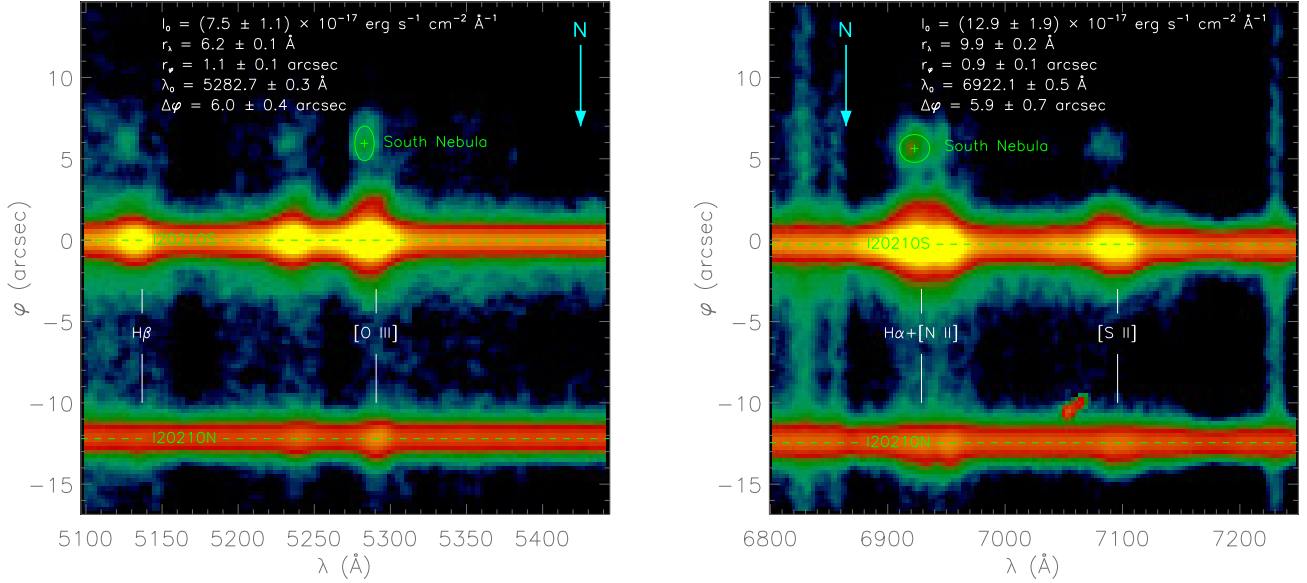 I₀ = (7.5 ± 1.1) × 10⁻¹⁷ erg s⁻¹ cm⁻² Å⁻¹
r_λ = 6.2 ± 0.1 Å
r_φ = 1.1 ± 0.1 arcsec
λ₀ = 5282.7 ± 0.3 Å
Δφ = 6.0 ± 0.4 arcsec
N
South Nebula
I20210S
Hβ
[O III]
I20210N
10
5
0
−5
−10
−15
φ (arcsec)
5100 5200 5250 5300 5350 5400
λ (Å)
I₀ = (12.9 ± 1.9) × 10⁻¹⁷ erg s⁻¹ cm⁻² Å⁻¹
r_λ = 9.9 ± 0.2 Å
r_φ = 0.9 ± 0.1 arcsec
λ₀ = 6922.1 ± 0.5 Å
Δφ = 5.9 ± 0.7 arcsec
N
South Nebula
I20210S
Hα+[N II]
[S II]
I20210N
10
5
0
−5
−10
−15
φ (arcsec)
6800 6900 7000 7100 7200
λ (Å)